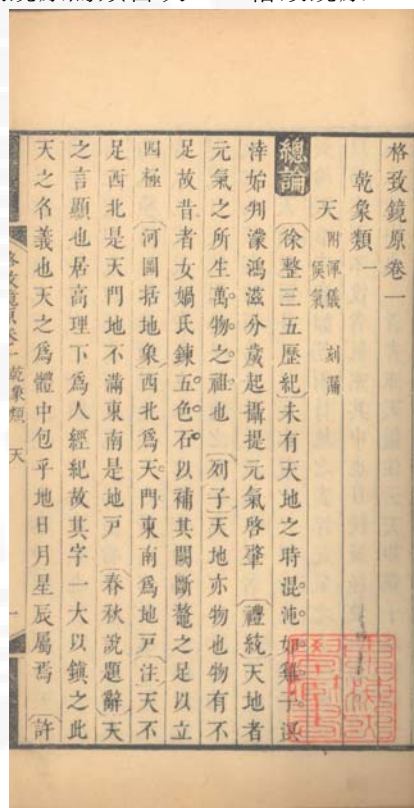 格致鏡原卷一
乾象類一
天 附渾儀 刻漏 候氣
總論 〔徐整三五歷紀〕未有天地之時混沌如雞子溟
涬始判濛鴻滋分歲起攝提元氣啓肇〔禮統〕天地者
元氣之所生萬物之祖也〔列子〕天地亦物也物有不
足故昔者女媧氏鍊五色石以補其闕斷鼇之足以立
四極〔河圖括地象〕西北爲天門東南爲地戸〔注〕天不
足西北是天門地不滿東南是地戸〔春秋說題辭〕天
之言顯也居高理下爲人經紀故其字一大以鎮之此
天之名義也天之爲體中包乎地日月星辰屬焉〔許
格致鏡原卷一 乾象類 天 一